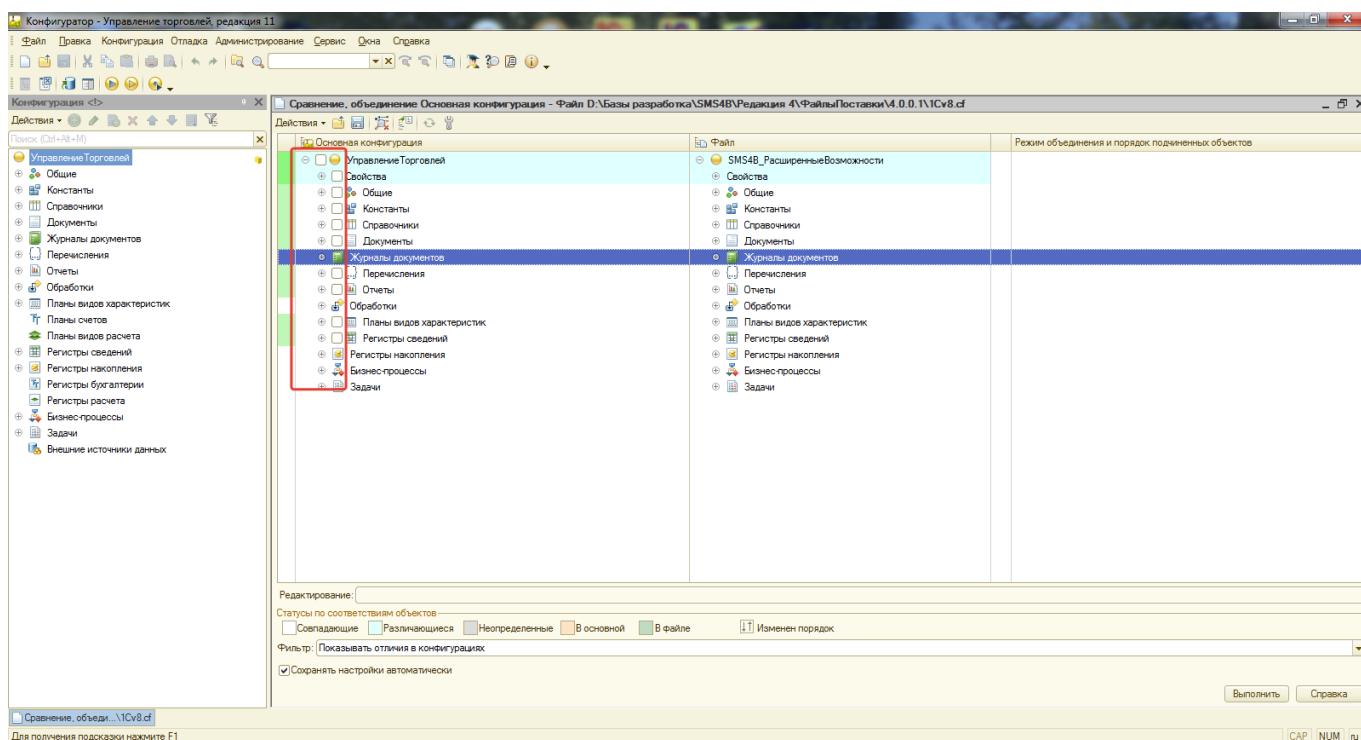 Конфигуратор - Управление торговлей, редакция 11
Файл Правка Конфигурация Отладка Администрирование Сервис Окна Справка
Конфигурация <!>
Действия
Поиск (Ctrl+Alt+M)
УправлениеТорговлей
Общие
Константы
Справочники
Документы
Журналы документов
Перечисления
Отчеты
Обработки
Планы видов характеристик
Планы счетов
Планы видов расчета
Регистры сведений
Регистры накопления
Регистры бухгалтерии
Регистры расчета
Бизнес-процессы
Задачи
Внешние источники данных
Сравнение, объединение Основная конфигурация - Файл D:\Базы разработка\SMS4B\Редакция 4\ФайлыПоставки\4.0.0.1\1Cv8.cf
Действия
Основная конфигурация Файл Режим объединения и порядок подчиненных объектов
УправлениеТорговлей SMS4B_РасширенныеВозможности
Свойства Свойства
Общие Общие
Константы Константы
Справочники Справочники
Документы Документы
Журналы документов Журналы документов
Перечисления Перечисления
Отчеты Отчеты
Обработки Обработки
Планы видов характеристик Планы видов характеристик
Регистры сведений Регистры сведений
Регистры накопления Регистры накопления
Бизнес-процессы Бизнес-процессы
Задачи Задачи
Редактирование:
Статусы по соответствиям объектов
Совпадающие Различающиеся Неопределенные В основной В файле Изменен порядок
Фильтр: Показывать отличия в конфигурациях
Сохранять настройки автоматически
Выполнить Справка
Сравнение, объеди...\1Cv8.cf
Для получения подсказки нажмите F1 CAP NUM ru